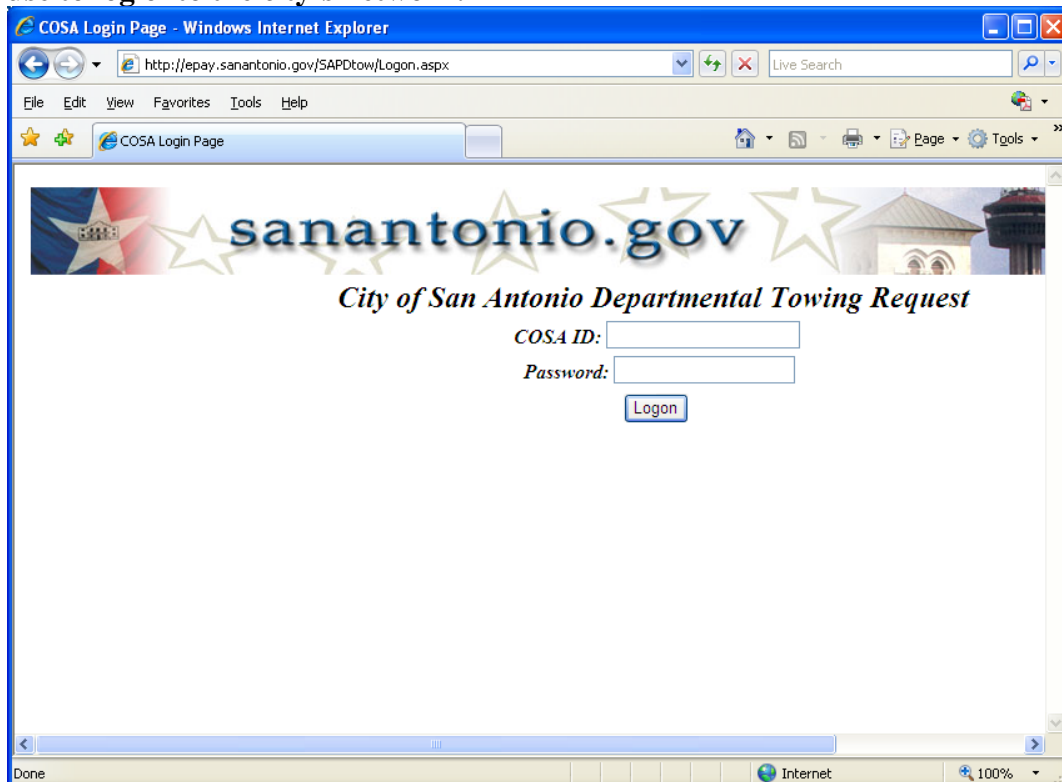 COSA Login Page - Windows Internet Explorer
http://epay.sanantonio.gov/SAPDtow/Logon.aspx
Live Search
File Edit View Favorites Tools Help
COSA Login Page
Page Tools
sanantonio.gov
City of San Antonio Departmental Towing Request
COSA ID:
Password:
Logon
Done
Internet
100%